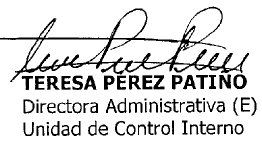 TERESA PÉREZ PATIÑO
Directora Administrativa (E)
Unidad de Control Interno